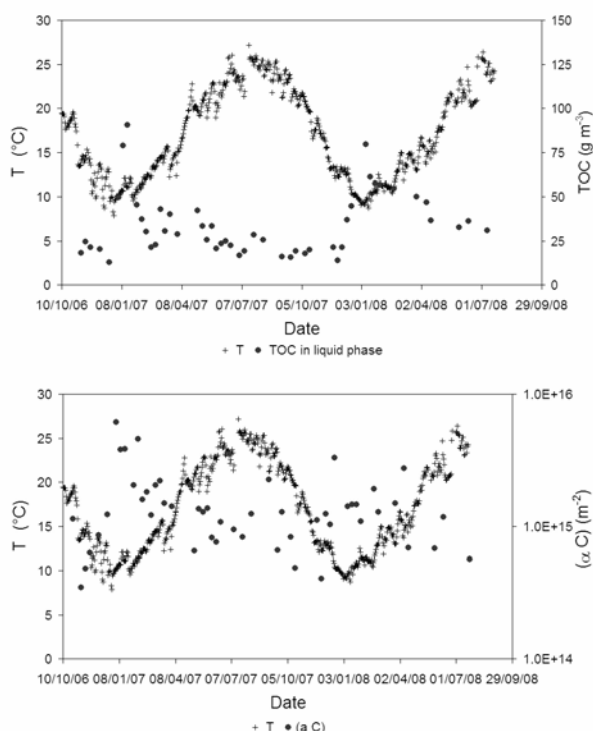 30
25
20
15
10
5
0
T (°C)
150
125
100
75
50
25
0
TOC (g m-3)
10/10/06 08/01/07 08/04/07 07/07/07 05/10/07 03/01/08 02/04/08 01/07/08 29/09/08
Date
+ T ● TOC in liquid phase
30
25
20
15
10
5
0
T (°C)
1.0E+16
1.0E+15
1.0E+14
(α C) (m-2)
10/10/06 08/01/07 08/04/07 07/07/07 05/10/07 03/01/08 02/04/08 01/07/08 29/09/08
Date
+ T ● (a C)